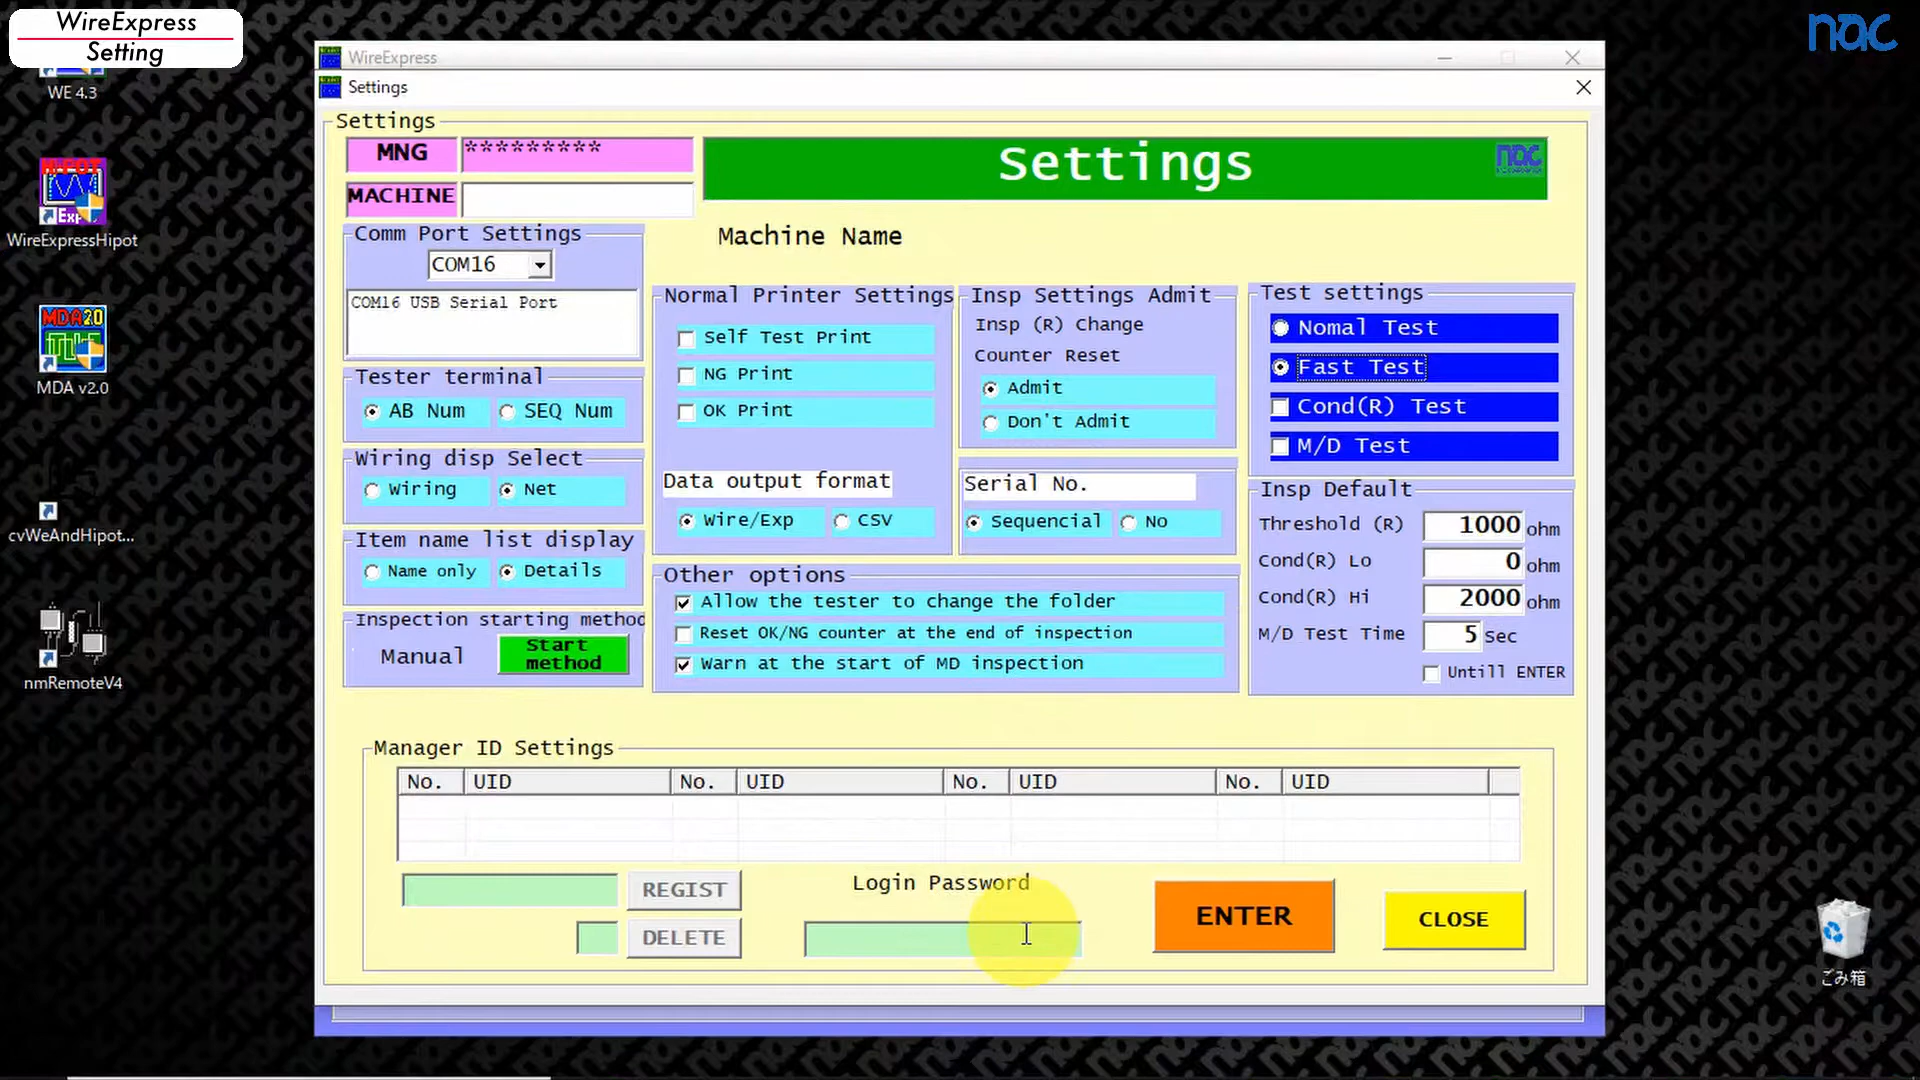 WireExpress
Setting
nac
WE 4.3
WireExpressHipot
MDA20
MDA v2.0
cvWeAndHipot...
nmRemoteV4
ごみ箱
WireExpress
Settings
Settings
MNG
*********
MACHINE
Settings
nac
Machine Name
Comm Port Settings
COM16
COM16 USB Serial Port
Tester terminal
AB Num
SEQ Num
Wiring disp Select
Wiring
Net
Item name list display
Name only
Details
Inspection starting method
Manual
Start
method
Normal Printer Settings
Self Test Print
NG Print
OK Print
Data output format
Wire/Exp
CSV
Insp Settings Admit
Insp (R) Change
Counter Reset
Admit
Don't Admit
Serial No.
Sequencial
No
Other options
Allow the tester to change the folder
Reset OK/NG counter at the end of inspection
Warn at the start of MD inspection
Test settings
Nomal Test
Fast Test
Cond(R) Test
M/D Test
Insp Default
Threshold (R) 1000 ohm
Cond(R) Lo 0 ohm
Cond(R) Hi 2000 ohm
M/D Test Time 5 sec
Untill ENTER
Manager ID Settings
No. UID No. UID No. UID No. UID
REGIST
DELETE
Login Password
ENTER
CLOSE